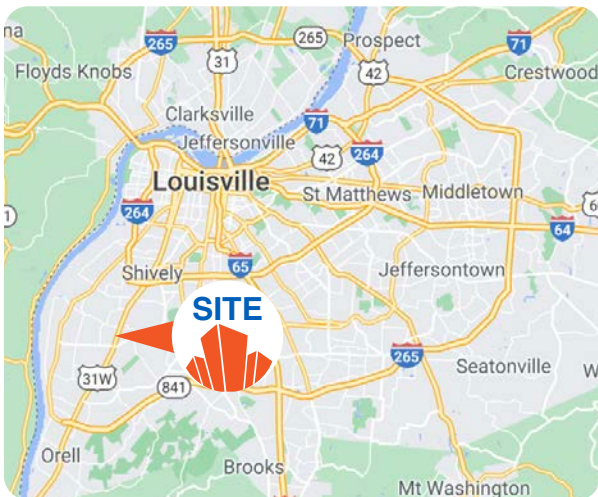 na
265
265
Prospect
71
31
Floyds Knobs
42
Crestwood
Clarksville
71
Jeffersonville
42
264
Louisville
St Matthews
Middletown
264
64
Shively
65
Jeffersontown
SITE
265
Seatonville
W
31W
841
Orell
Brooks
Mt Washington